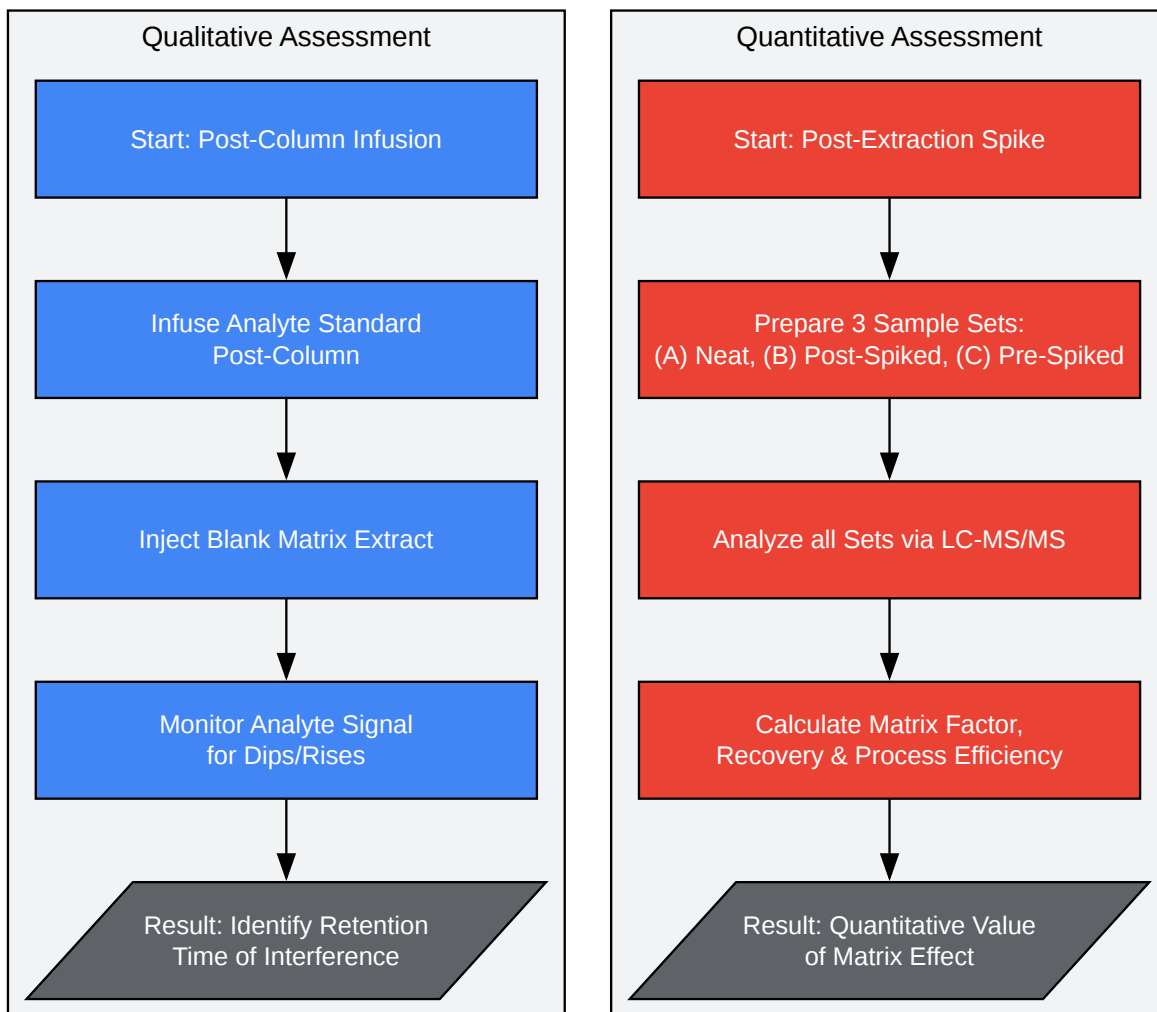 Qualitative Assessment
Start: Post-Column Infusion
Infuse Analyte Standard
Post-Column
Inject Blank Matrix Extract
Monitor Analyte Signal
for Dips/Rises
Result: Identify Retention
Time of Interference
Quantitative Assessment
Start: Post-Extraction Spike
Prepare 3 Sample Sets:
(A) Neat, (B) Post-Spiked, (C) Pre-Spiked
Analyze all Sets via LC-MS/MS
Calculate Matrix Factor,
Recovery & Process Efficiency
Result: Quantitative Value
of Matrix Effect